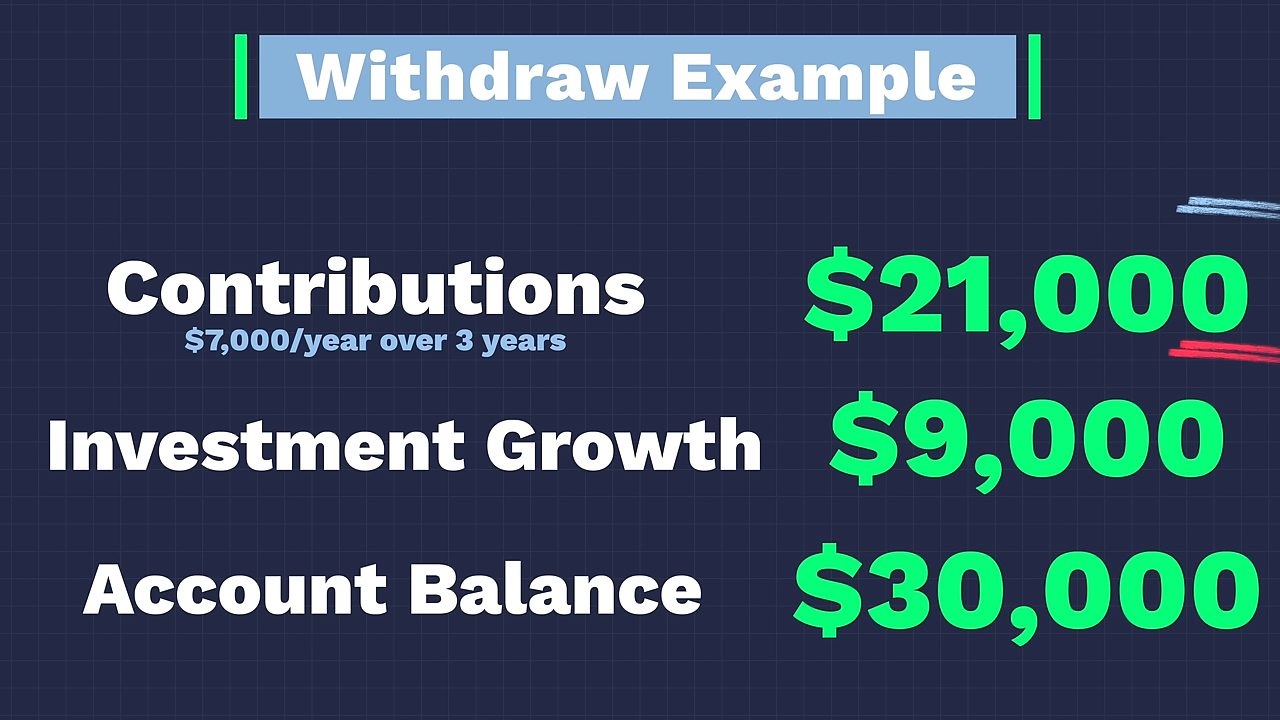 Withdraw Example
Contributions $21,000
$7,000/year over 3 years
Investment Growth $9,000
Account Balance $30,000